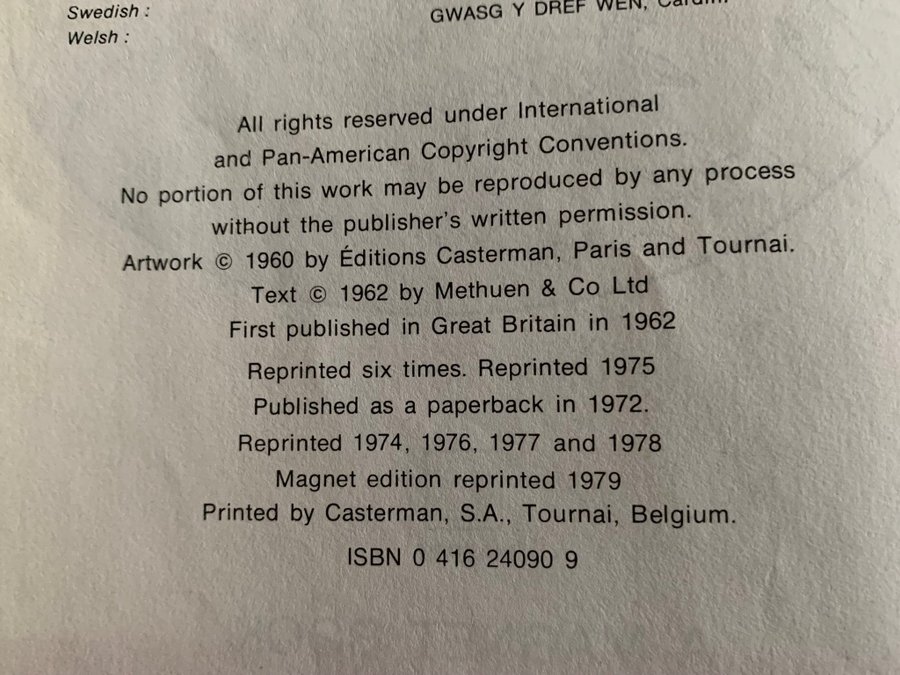 Swedish :
GWASG Y DREF WEN, Cardiff.
Welsh :
All rights reserved under International
and Pan-American Copyright Conventions.
No portion of this work may be reproduced by any process
without the publisher's written permission.
Artwork © 1960 by Éditions Casterman, Paris and Tournai.
Text © 1962 by Methuen & Co Ltd
First published in Great Britain in 1962
Reprinted six times. Reprinted 1975
Published as a paperback in 1972.
Reprinted 1974, 1976, 1977 and 1978
Magnet edition reprinted 1979
Printed by Casterman, S.A., Tournai, Belgium.
ISBN 0 416 24090 9